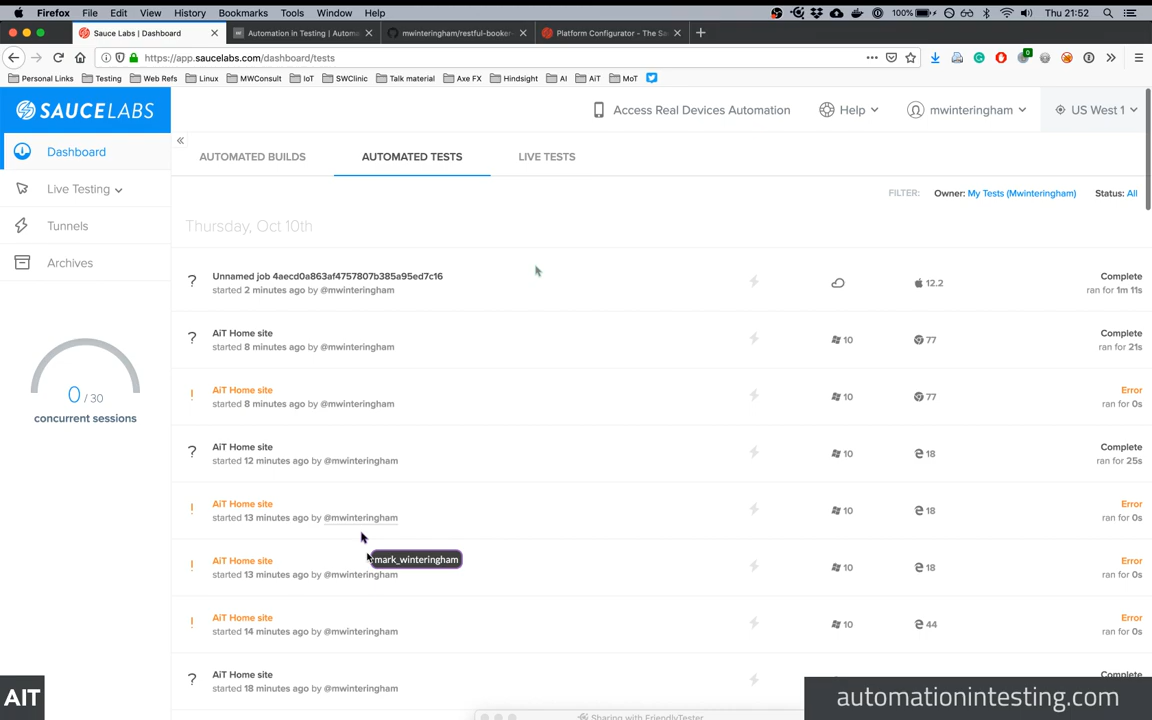 Firefox File Edit View History Bookmarks Tools Window Help 100% Thu 21:52
Sauce Labs | Dashboard Automation in Testing | Automa mwinteringham/restful-booker- Platform Configurator - The Sa
https://app.saucelabs.com/dashboard/tests
Personal Links Testing Web Refs Linux MWConsult IoT SWClinic Talk material Axe FX Hindsight AI AiT MoT
SAUCELABS
Access Real Devices Automation Help mwinteringham US West 1
Dashboard
Live Testing
Tunnels
Archives
0 / 30
concurrent sessions
AUTOMATED BUILDS AUTOMATED TESTS LIVE TESTS
FILTER: Owner: My Tests (Mwinteringham) Status: All
Thursday, Oct 10th
Unnamed job 4aecd0a863af4757807b385a95ed7c16 12.2 Complete
started 2 minutes ago by @mwinteringham ran for 1m 11s
AiT Home site 10 77 Complete
started 8 minutes ago by @mwinteringham ran for 21s
AiT Home site 10 77 Error
started 8 minutes ago by @mwinteringham ran for 0s
AiT Home site 10 18 Complete
started 12 minutes ago by @mwinteringham ran for 25s
AiT Home site 10 18 Error
started 13 minutes ago by @mwinteringham ran for 0s
mark_winteringham
AiT Home site 10 18 Error
started 13 minutes ago by @mwinteringham ran for 0s
AiT Home site 10 44 Error
started 14 minutes ago by @mwinteringham ran for 0s
AiT Home site Complete
started 18 minutes ago by @mwinteringham
AIT
automationintesting.com
Sharing with FriendlyTester